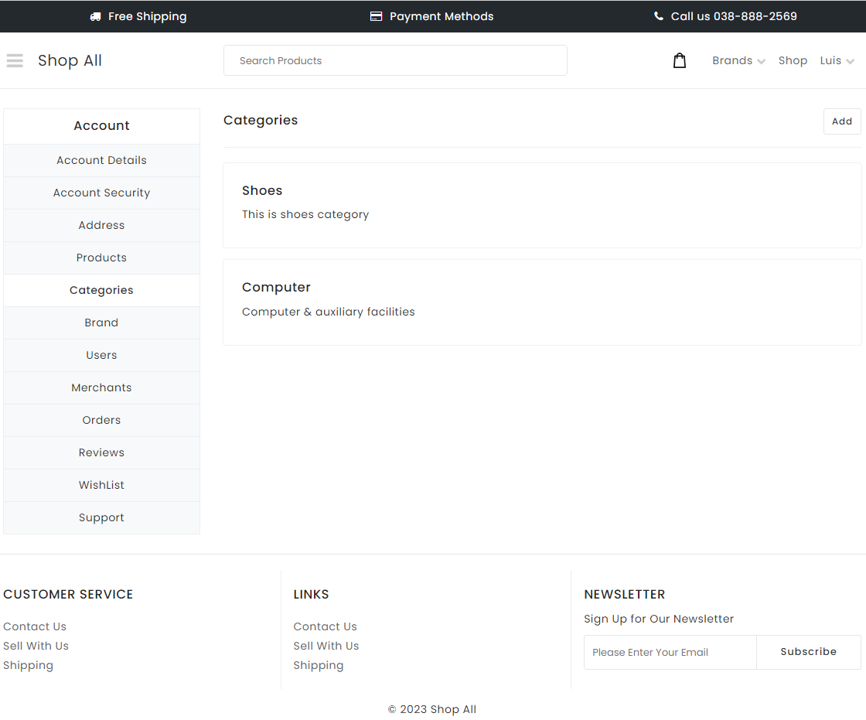 Free Shipping
Payment Methods
Call us 038-888-2569
Shop All
Search Products
Brands
Shop
Luis
Account
Account Details
Account Security
Address
Products
Categories
Brand
Users
Merchants
Orders
Reviews
WishList
Support
Categories
Add
Shoes
This is shoes category
Computer
Computer & auxiliary facilities
CUSTOMER SERVICE
Contact Us
Sell With Us
Shipping
LINKS
Contact Us
Sell With Us
Shipping
NEWSLETTER
Sign Up for Our Newsletter
Please Enter Your Email
Subscribe
© 2023 Shop All